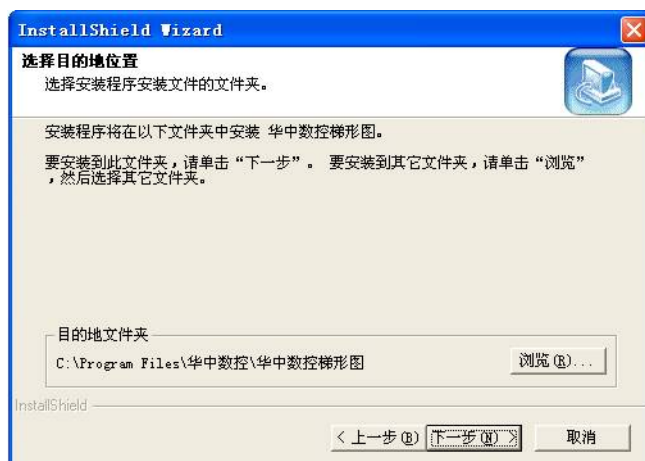 InstallShield Wizard
选择目的地位置
选择安装程序安装文件的文件夹。
安装程序将在以下文件夹中安装 华中数控梯形图。
要安装到此文件夹，请单击“下一步”。 要安装到其它文件夹，请单击“浏览”
，然后选择其它文件夹。
目的地文件夹
C:\Program Files\华中数控\华中数控梯形图
浏览(R)...
InstallShield
< 上一步(B)
下一步(N) >
取消